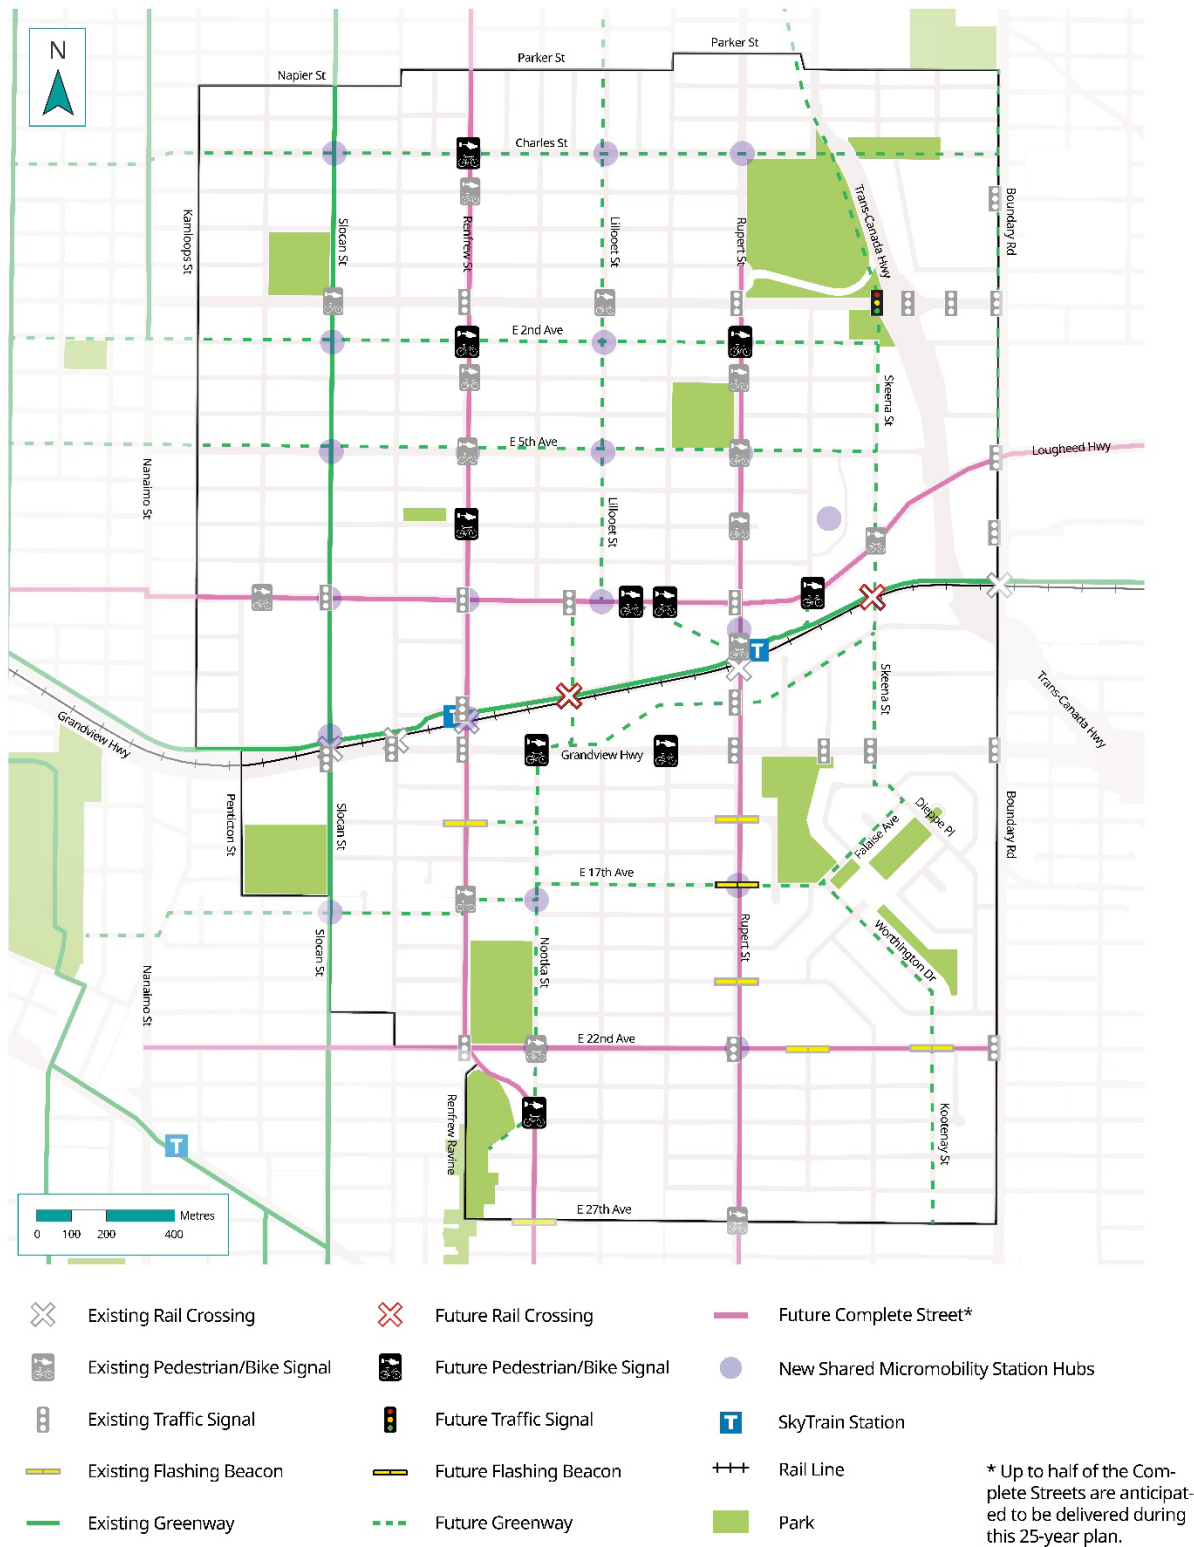 N
Parker St
Parker St
Napier St
Charles St
Kamloops St
Slocan St
Renfrew St
Lillooet St
Rupert St
Trans-Canada Hwy
Boundary Rd
E 2nd Ave
Skeena St
E 5th Ave
Lougheed Hwy
Nanaimo St
Lillooet St
T
T
Skeena St
Grandview Hwy
Grandview Hwy
Trans-Canada Hwy
Penticton St
Slocan St
Dieppe Pl
Falaise Ave
Boundary Rd
E 17th Ave
Slocan St
Nanaimo St
Nootka St
Rupert St
Worthington Dr
E 22nd Ave
Renfrew Ravine
Kootenay St
T
E 27th Ave
Metres
0 100 200 400
Existing Rail Crossing
Future Rail Crossing
Future Complete Street*
Existing Pedestrian/Bike Signal
Future Pedestrian/Bike Signal
New Shared Micromobility Station Hubs
Existing Traffic Signal
Future Traffic Signal
T SkyTrain Station
Existing Flashing Beacon
Future Flashing Beacon
Rail Line
Existing Greenway
Future Greenway
Park
* Up to half of the Com-
plete Streets are anticipat-
ed to be delivered during
this 25-year plan.